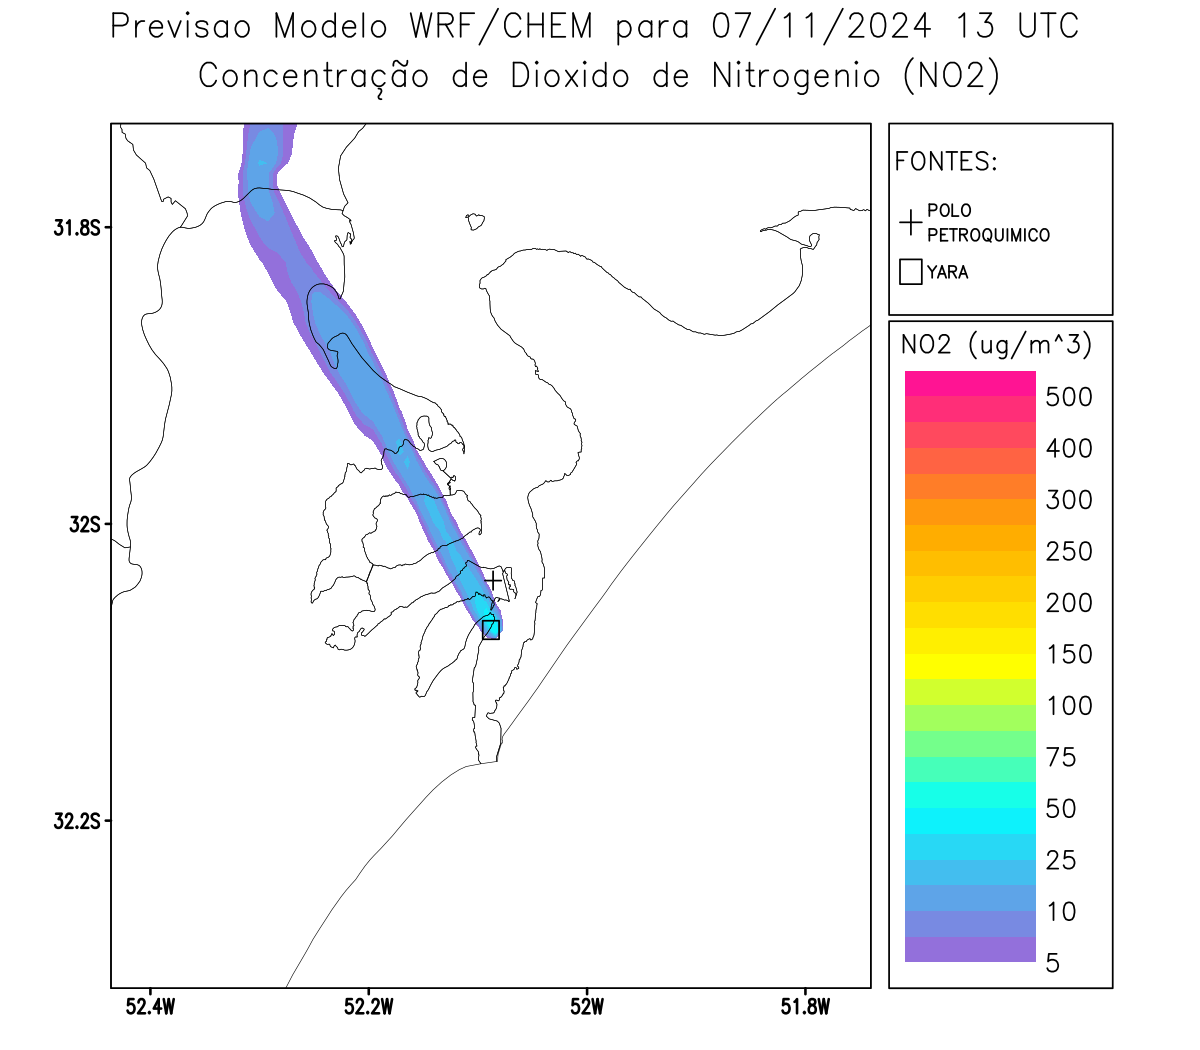 Previsao Modelo WRF/CHEM para 07/11/2024 13 UTC
Concentração de Dioxido de Nitrogenio (NO2)
FONTES:
POLO
PETROQUIMICO
YARA
NO2 (ug/m^3)
500
400
300
250
200
150
100
75
50
25
10
5
31.8S
32S
32.2S
52.4W
52.2W
52W
51.8W